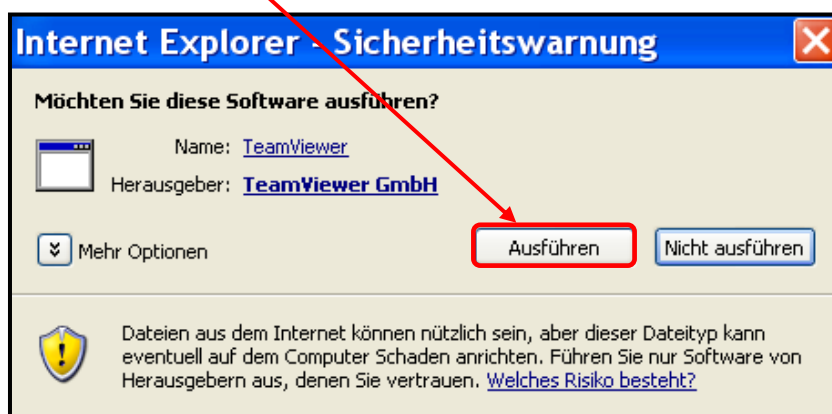 Internet Explorer - Sicherheitswarnung
Möchten Sie diese Software ausführen?
Name: TeamViewer
Herausgeber: TeamViewer GmbH
Mehr Optionen
Ausführen
Nicht ausführen
Dateien aus dem Internet können nützlich sein, aber dieser Dateityp kann
eventuell auf dem Computer Schaden anrichten. Führen Sie nur Software von
Herausgebern aus, denen Sie vertrauen. Welches Risiko besteht?